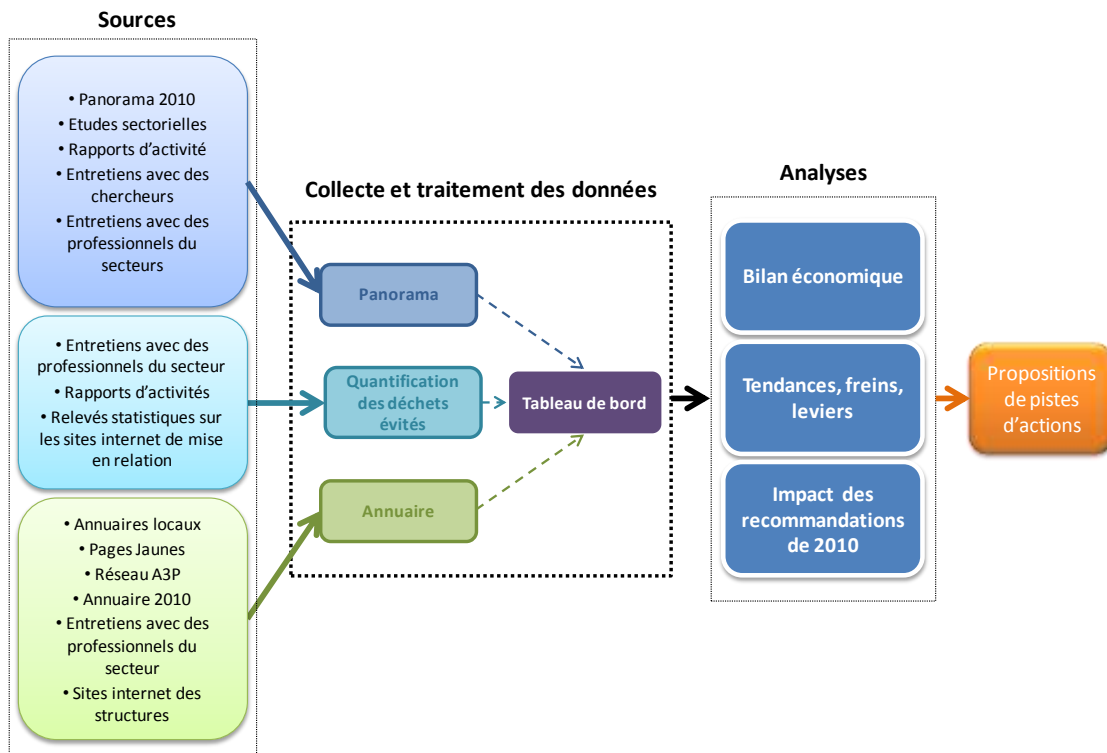 Sources
• Panorama 2010
• Etudes sectorielles
• Rapports d'activité
• Entretiens avec des
chercheurs
• Entretiens avec des
professionnels du
secteurs
• Entretiens avec des
professionnels du secteur
• Rapports d'activités
• Relevés statistiques sur
les sites internet de mise
en relation
• Annuaires locaux
• Pages Jaunes
• Réseau A3P
• Annuaire 2010
• Entretiens avec des
professionnels du
secteur
• Sites internet des
structures
Collecte et traitement des données
Panorama
Quantification
des déchets
évités
Annuaire
Tableau de bord
Analyses
Bilan économique
Tendances, freins,
leviers
Impact des
recommandations
de 2010
Propositions
de pistes
d'actions